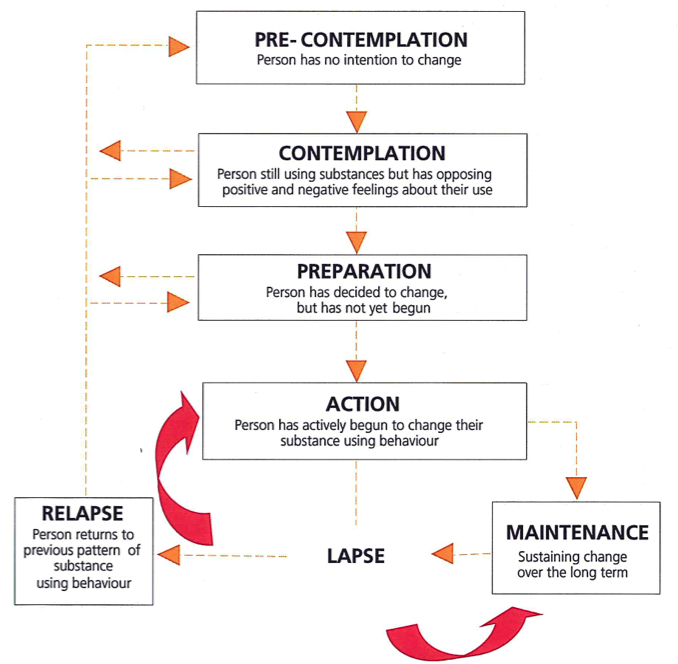 PRE- CONTEMPLATION
Person has no intention to change
CONTEMPLATION
Person still using substances but has opposing
positive and negative feelings about their use
PREPARATION
Person has decided to change,
but has not yet begun
ACTION
Person has actively begun to change their
substance using behaviour
RELAPSE
Person returns to
previous pattern of
substance
using behaviour
LAPSE
MAINTENANCE
Sustaining change
over the long term